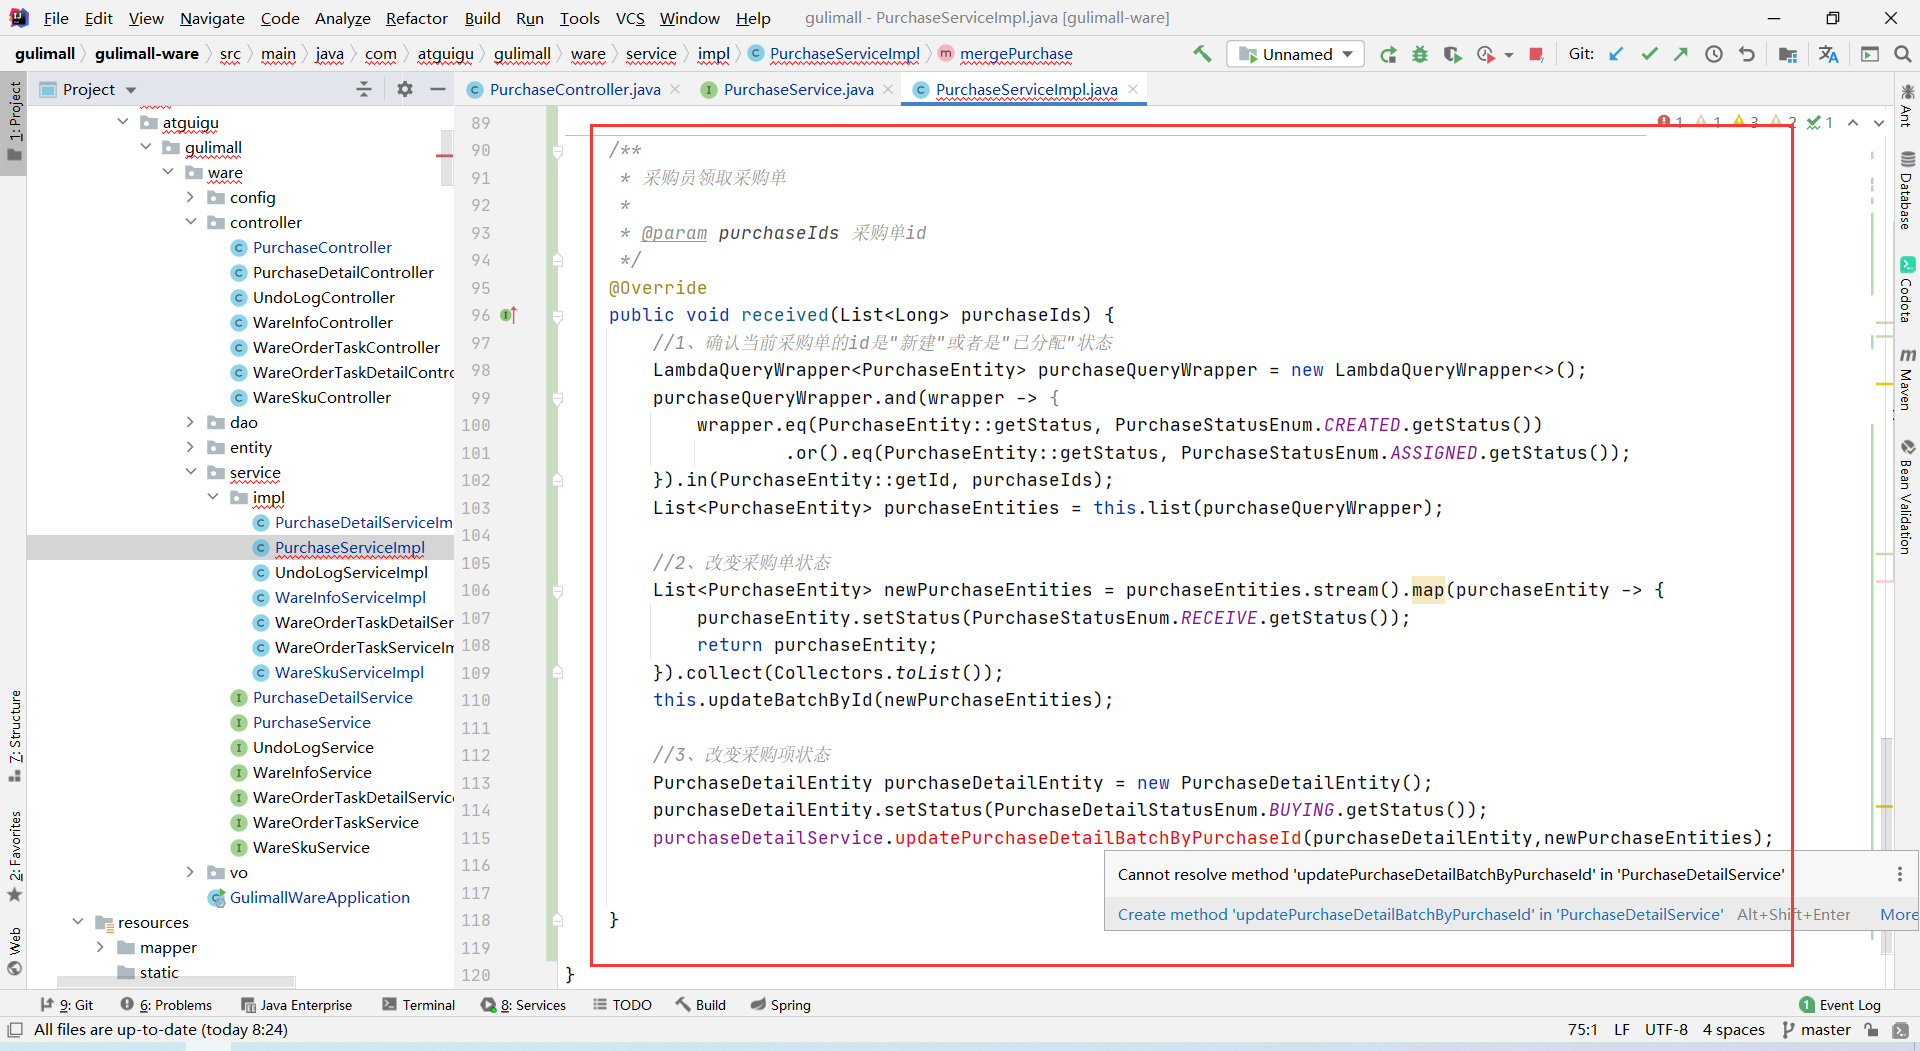 File Edit View Navigate Code Analyze Refactor Build Run Tools VCS Window Help gulimall - PurchaseServiceImpl.java [gulimall-ware]
gulimall gulimall-ware src main java com atguigu gulimall ware service impl PurchaseServiceImpl mergePurchase Unnamed Git:
Project
PurchaseController.java PurchaseService.java PurchaseServiceImpl.java
1: Project
7: Structure
2: Favorites
Web
atguigu
gulimall
ware
config
controller
PurchaseController
PurchaseDetailController
UndoLogController
WareInfoController
WareOrderTaskController
WareOrderTaskDetailContro
WareSkuController
dao
entity
service
impl
PurchaseDetailServiceIm
PurchaseServiceImpl
UndoLogServiceImpl
WareInfoServiceImpl
WareOrderTaskDetailSer
WareOrderTaskServiceIm
WareSkuServiceImpl
PurchaseDetailService
PurchaseService
UndoLogService
WareInfoService
WareOrderTaskDetailService
WareOrderTaskService
WareSkuService
vo
GulimallWareApplication
resources
mapper
static
1 1 3 2 1
89
90 /**
91 * 采购员领取采购单
92 *
93 * @param purchaseIds 采购单id
94 */
95 @Override
96 public void received(List<Long> purchaseIds) {
97 //1、确认当前采购单的id是"新建"或者是"已分配"状态
98 LambdaQueryWrapper<PurchaseEntity> purchaseQueryWrapper = new LambdaQueryWrapper<>();
99 purchaseQueryWrapper.and(wrapper -> {
100 wrapper.eq(PurchaseEntity::getStatus, PurchaseStatusEnum.CREATED.getStatus())
101 .or().eq(PurchaseEntity::getStatus, PurchaseStatusEnum.ASSIGNED.getStatus());
102 }).in(PurchaseEntity::getId, purchaseIds);
103 List<PurchaseEntity> purchaseEntities = this.list(purchaseQueryWrapper);
104
105 //2、改变采购单状态
106 List<PurchaseEntity> newPurchaseEntities = purchaseEntities.stream().map(purchaseEntity -> {
107 purchaseEntity.setStatus(PurchaseStatusEnum.RECEIVE.getStatus());
108 return purchaseEntity;
109 }).collect(Collectors.toList());
110 this.updateBatchById(newPurchaseEntities);
111
112 //3、改变采购项状态
113 PurchaseDetailEntity purchaseDetailEntity = new PurchaseDetailEntity();
114 purchaseDetailEntity.setStatus(PurchaseDetailStatusEnum.BUYING.getStatus());
115 purchaseDetailService.updatePurchaseDetailBatchByPurchaseId(purchaseDetailEntity,newPurchaseEntities);
116
117
118 }
119
120 }
Cannot resolve method 'updatePurchaseDetailBatchByPurchaseId' in 'PurchaseDetailService'
Create method 'updatePurchaseDetailBatchByPurchaseId' in 'PurchaseDetailService' Alt+Shift+Enter More
Ant
Database
Codota
Maven
Bean Validation
9: Git 6: Problems Java Enterprise Terminal 8: Services TODO Build Spring 1 Event Log
All files are up-to-date (today 8:24) 75:1 LF UTF-8 4 spaces master